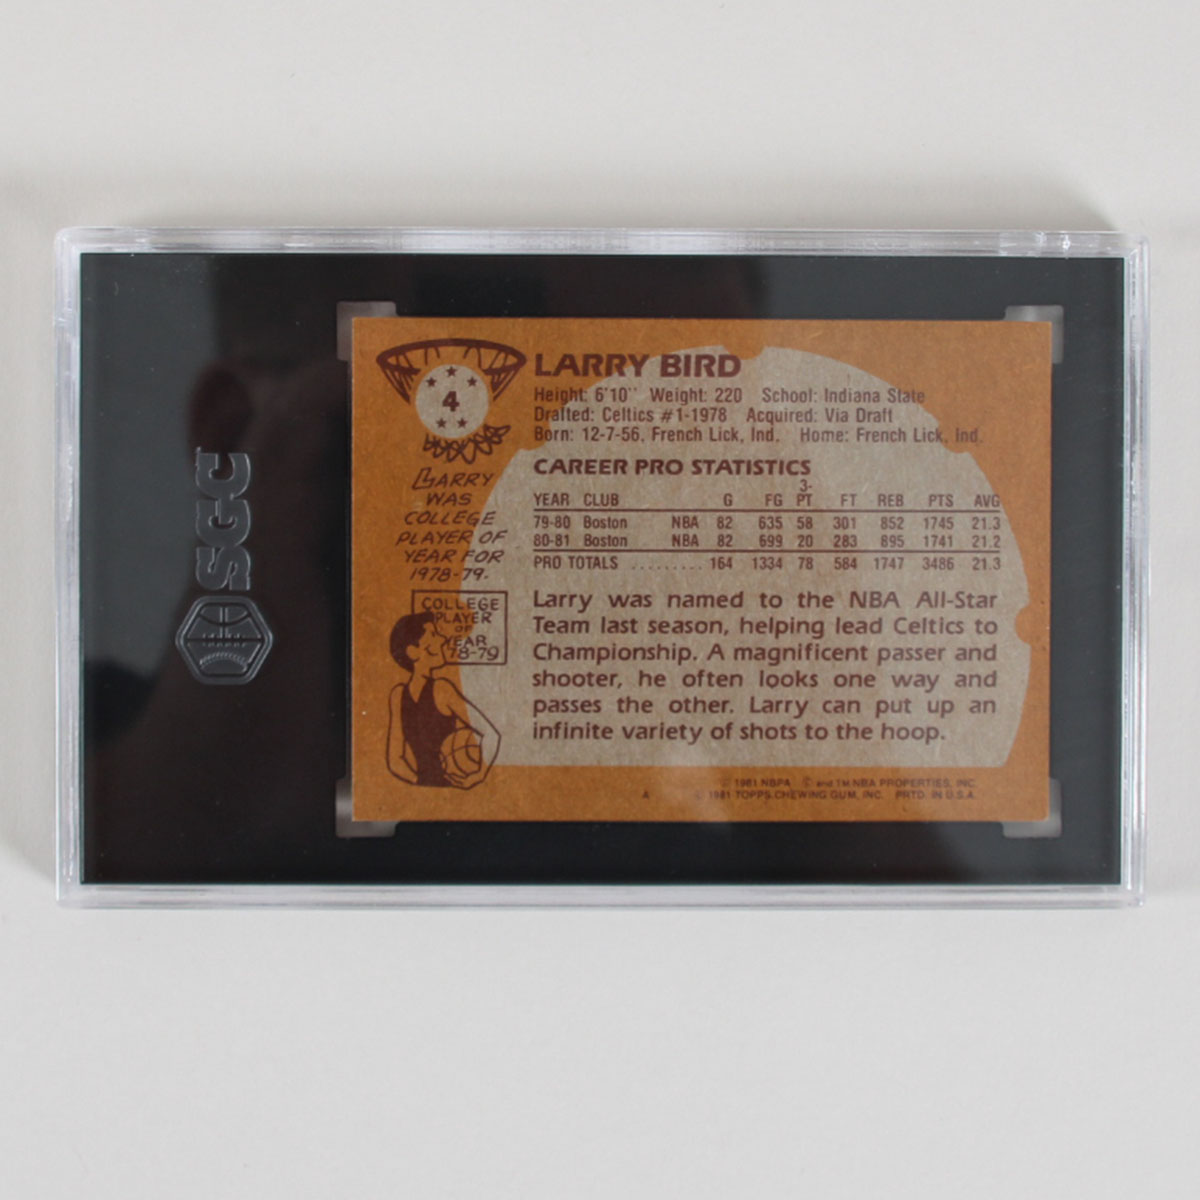 SGC
4
LARRY BIRD
Height: 6'10" Weight: 220 School: Indiana State
Drafted: Celtics #1-1978 Acquired: Via Draft
Born: 12-7-56, French Lick, Ind. Home: French Lick, Ind.
LARRY
WAS
COLLEGE
PLAYER OF
YEAR FOR
1978-79.
COLLEGE
PLAYER
OF
YEAR
78-79
CAREER PRO STATISTICS
YEAR CLUB G FG 3-PT FT REB PTS AVG
79-80 Boston NBA 82 635 58 301 852 1745 21.3
80-81 Boston NBA 82 699 20 283 895 1741 21.2
PRO TOTALS ......... 164 1334 78 584 1747 3486 21.3
Larry was named to the NBA All-Star
Team last season, helping lead Celtics to
Championship. A magnificent passer and
shooter, he often looks one way and
passes the other. Larry can put up an
infinite variety of shots to the hoop.
© 1981 NBPA © and TM NBA PROPERTIES, INC.
A © 1981 TOPPS CHEWING GUM, INC. PRTD. IN U.S.A.